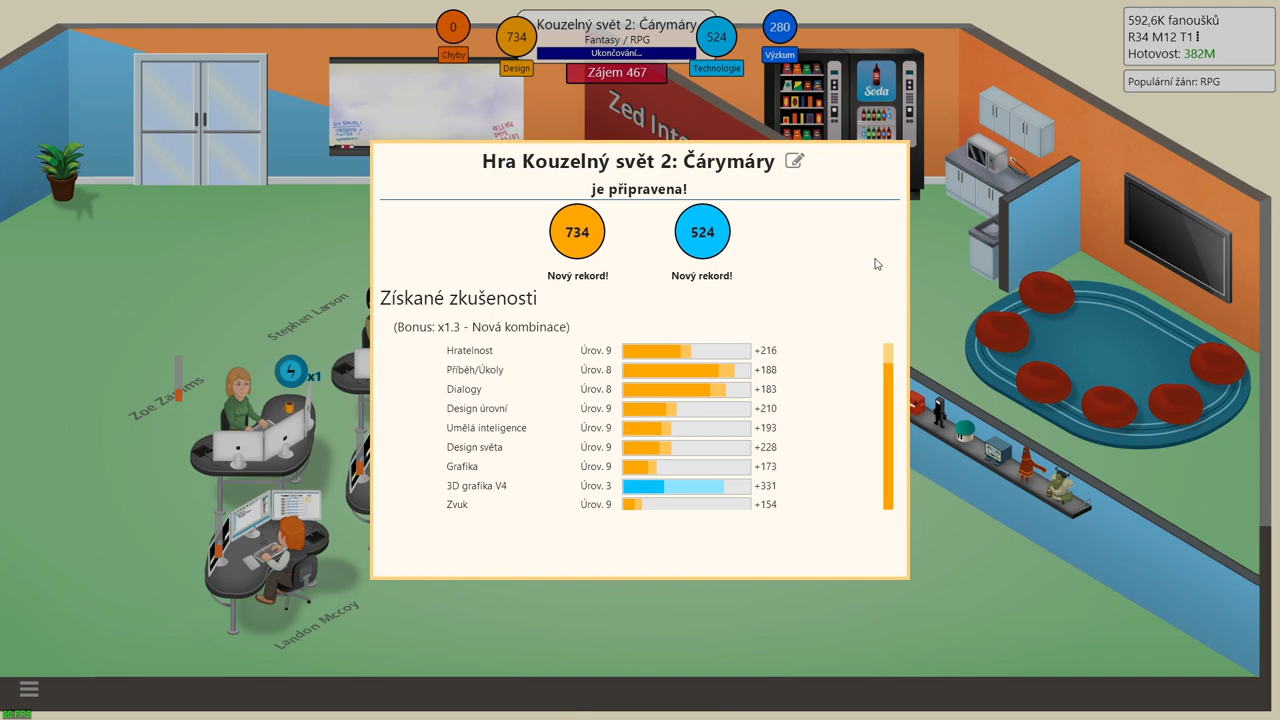 0
Chyby
734
Design
Kouzelný svět 2: Čárymáry
Fantasy / RPG
Ukončování...
Zájem 467
524
Technologie
280
Výzkum
592,6K fanoušků
R34 M12 T1
Hotovost: 382M
Populární žánr: RPG
RELEASE
Zed Inte
Soda
Hra Kouzelný svět 2: Čárymáry
je připravena!
734
524
Nový rekord!
Nový rekord!
Získané zkušenosti
(Bonus: x1.3 - Nová kombinace)
Hratelnost Úrov. 9 +216
Příběh/Úkoly Úrov. 8 +188
Dialogy Úrov. 8 +183
Design úrovní Úrov. 9 +210
Umělá inteligence Úrov. 9 +193
Design světa Úrov. 9 +228
Grafika Úrov. 9 +173
3D grafika V4 Úrov. 3 +331
Zvuk Úrov. 9 +154
Stephen Larson
x1
Landon Mccoy
60 FPS